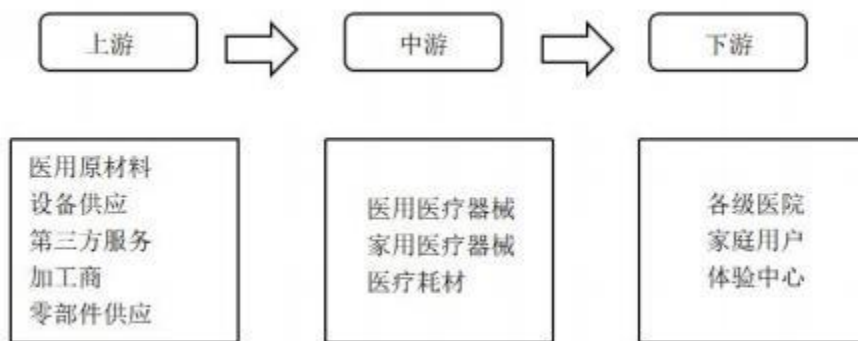 上游
中游
下游
医用原材料
设备供应
第三方服务
加工商
零部件供应
医用医疗器械
家用医疗器械
医疗耗材
各级医院
家庭用户
体验中心